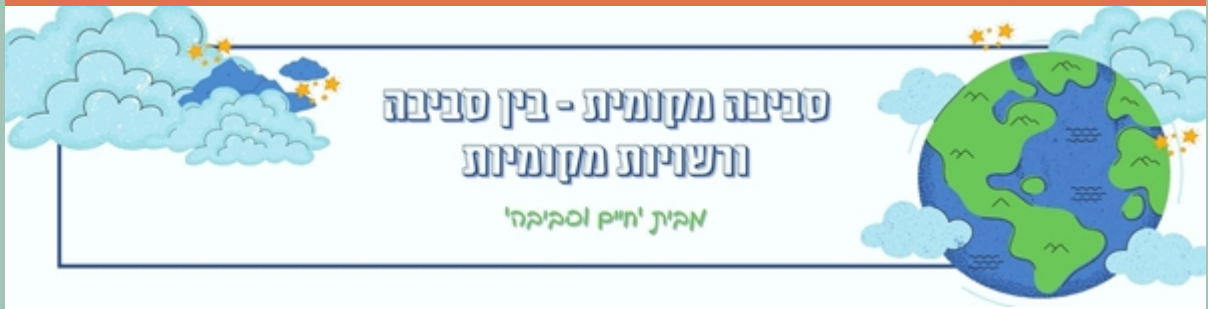 סביבה מקומית - בין סביבה
ורשויות מקומיות
מבית 'חיים וסביבה'